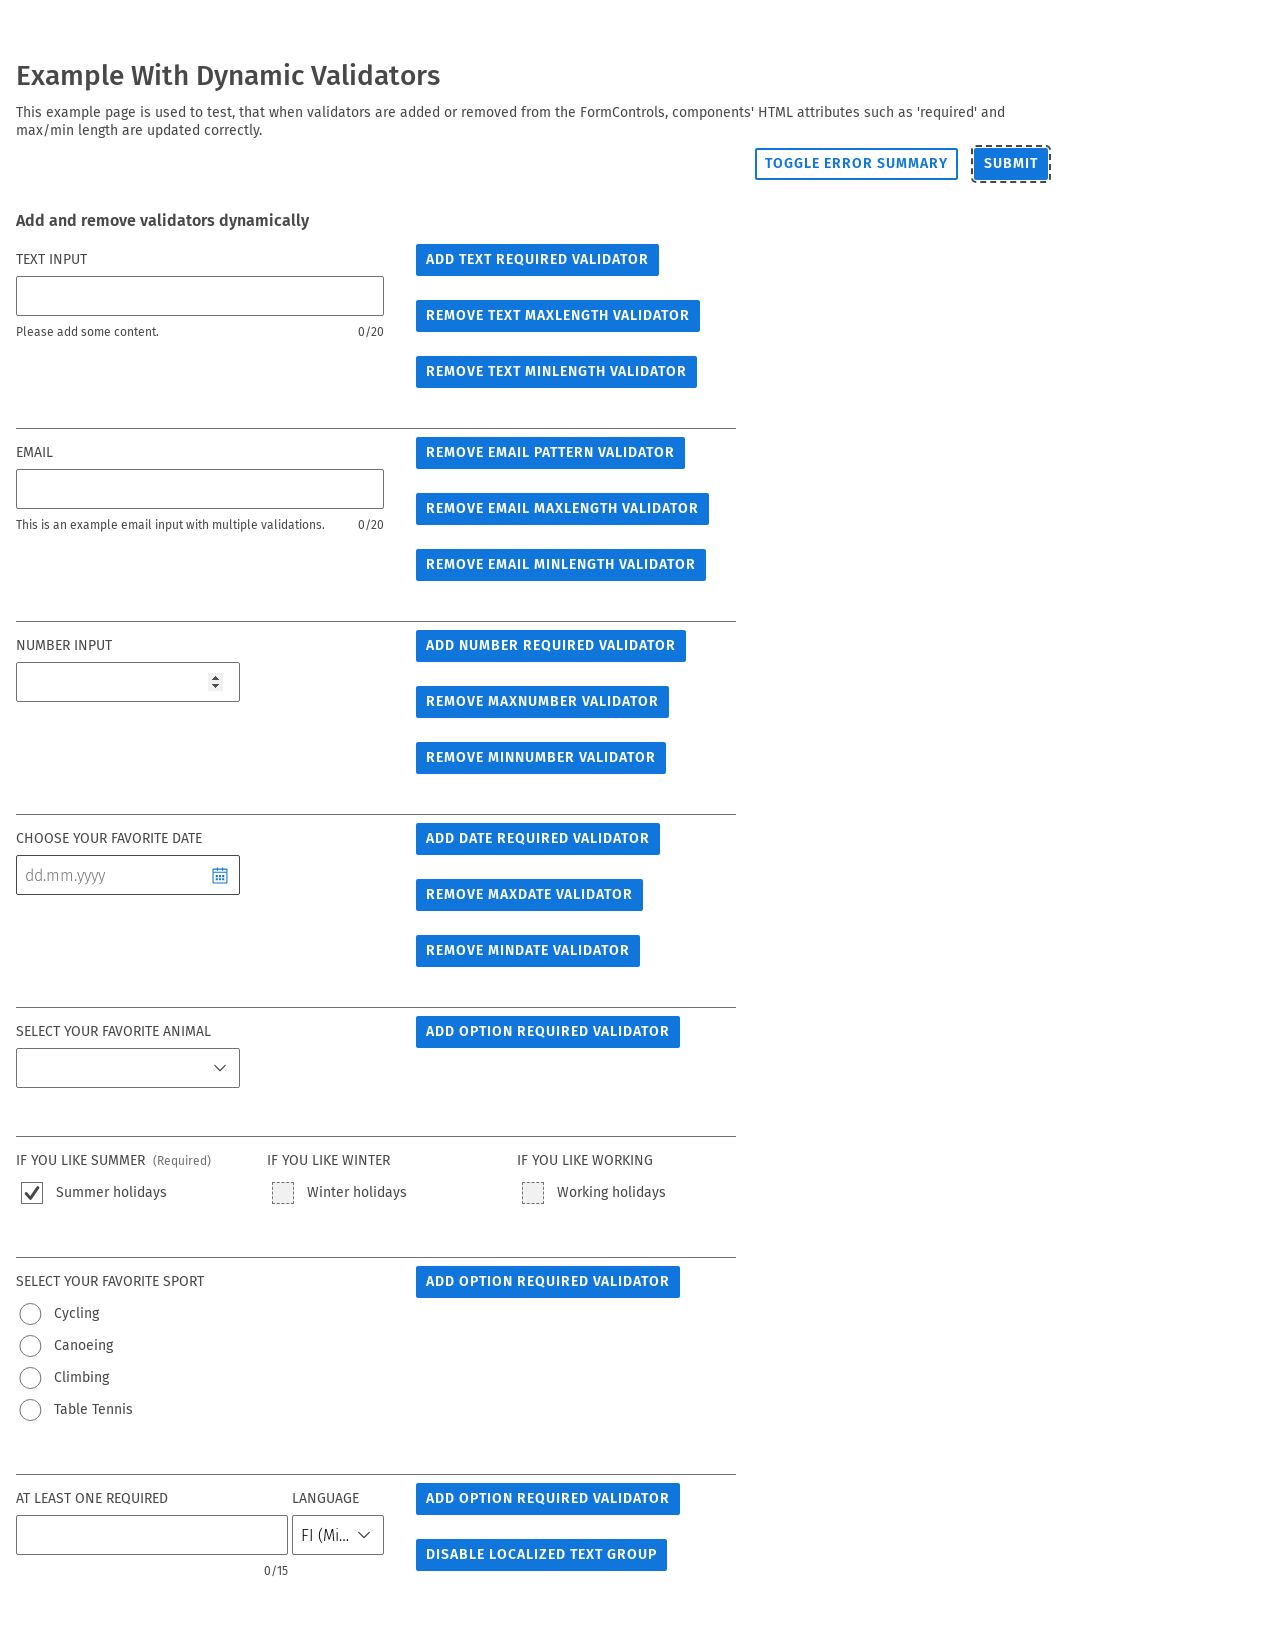 Example With Dynamic Validators
This example page is used to test, that when validators are added or removed from the FormControls, components' HTML attributes such as 'required' and
max/min length are updated correctly.
TOGGLE ERROR SUMMARY
SUBMIT
Add and remove validators dynamically
TEXT INPUT
Please add some content.
0/20
ADD TEXT REQUIRED VALIDATOR
REMOVE TEXT MAXLENGTH VALIDATOR
REMOVE TEXT MINLENGTH VALIDATOR
EMAIL
This is an example email input with multiple validations.
0/20
REMOVE EMAIL PATTERN VALIDATOR
REMOVE EMAIL MAXLENGTH VALIDATOR
REMOVE EMAIL MINLENGTH VALIDATOR
NUMBER INPUT
ADD NUMBER REQUIRED VALIDATOR
REMOVE MAXNUMBER VALIDATOR
REMOVE MINNUMBER VALIDATOR
CHOOSE YOUR FAVORITE DATE
dd.mm.yyyy
ADD DATE REQUIRED VALIDATOR
REMOVE MAXDATE VALIDATOR
REMOVE MINDATE VALIDATOR
SELECT YOUR FAVORITE ANIMAL
ADD OPTION REQUIRED VALIDATOR
IF YOU LIKE SUMMER (Required)
Summer holidays
IF YOU LIKE WINTER
Winter holidays
IF YOU LIKE WORKING
Working holidays
SELECT YOUR FAVORITE SPORT
Cycling
Canoeing
Climbing
Table Tennis
ADD OPTION REQUIRED VALIDATOR
AT LEAST ONE REQUIRED
0/15
LANGUAGE
FI (Mi...
ADD OPTION REQUIRED VALIDATOR
DISABLE LOCALIZED TEXT GROUP